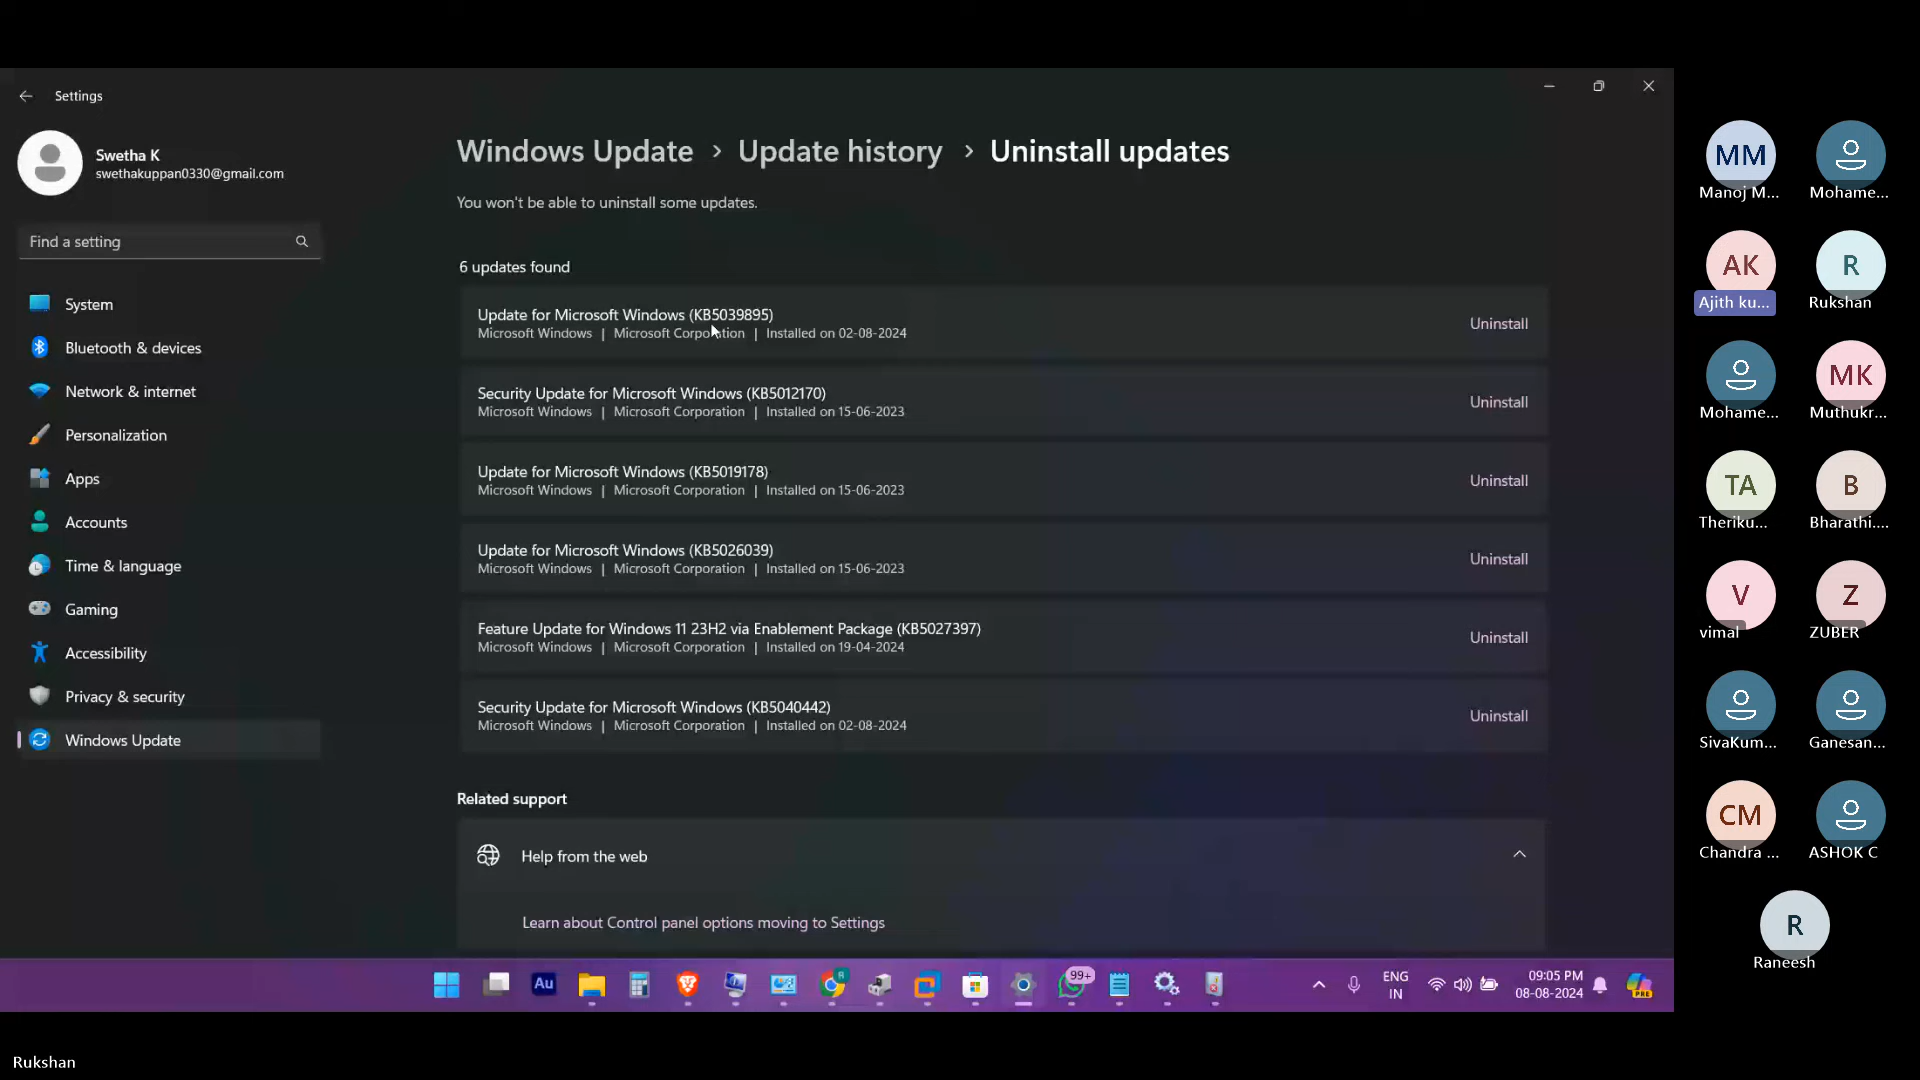 Settings
Swetha K
swethakuppan0330@gmail.com
Find a setting
System
Bluetooth & devices
Network & internet
Personalization
Apps
Accounts
Time & language
Gaming
Accessibility
Privacy & security
Windows Update
Windows Update > Update history > Uninstall updates
You won't be able to uninstall some updates.
6 updates found
Update for Microsoft Windows (KB5039895)
Microsoft Windows | Microsoft Corporation | Installed on 02-08-2024
Uninstall
Security Update for Microsoft Windows (KB5012170)
Microsoft Windows | Microsoft Corporation | Installed on 15-06-2023
Uninstall
Update for Microsoft Windows (KB5019178)
Microsoft Windows | Microsoft Corporation | Installed on 15-06-2023
Uninstall
Update for Microsoft Windows (KB5026039)
Microsoft Windows | Microsoft Corporation | Installed on 15-06-2023
Uninstall
Feature Update for Windows 11 23H2 via Enablement Package (KB5027397)
Microsoft Windows | Microsoft Corporation | Installed on 19-04-2024
Uninstall
Security Update for Microsoft Windows (KB5040442)
Microsoft Windows | Microsoft Corporation | Installed on 02-08-2024
Uninstall
Related support
Help from the web
Learn about Control panel options moving to Settings
Au
R
99+
ENG
IN
09:05 PM
08-08-2024
PRE
MM
Manoj M... Mohame...
AK R
Ajith ku... Rukshan
MK
Mohame... Muthukr...
TA B
Theriku... Bharathi....
V Z
vimal ZUBER
SivaKum... Ganesan...
CM
Chandra ... ASHOK C
R
Raneesh
Rukshan